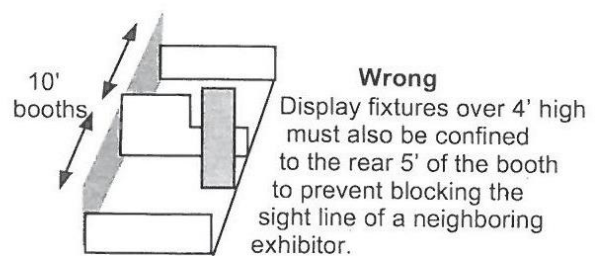 10'
booths
Wrong
Display fixtures over 4' high
must also be confined
to the rear 5' of the booth
to prevent blocking the
sight line of a neighboring
exhibitor.